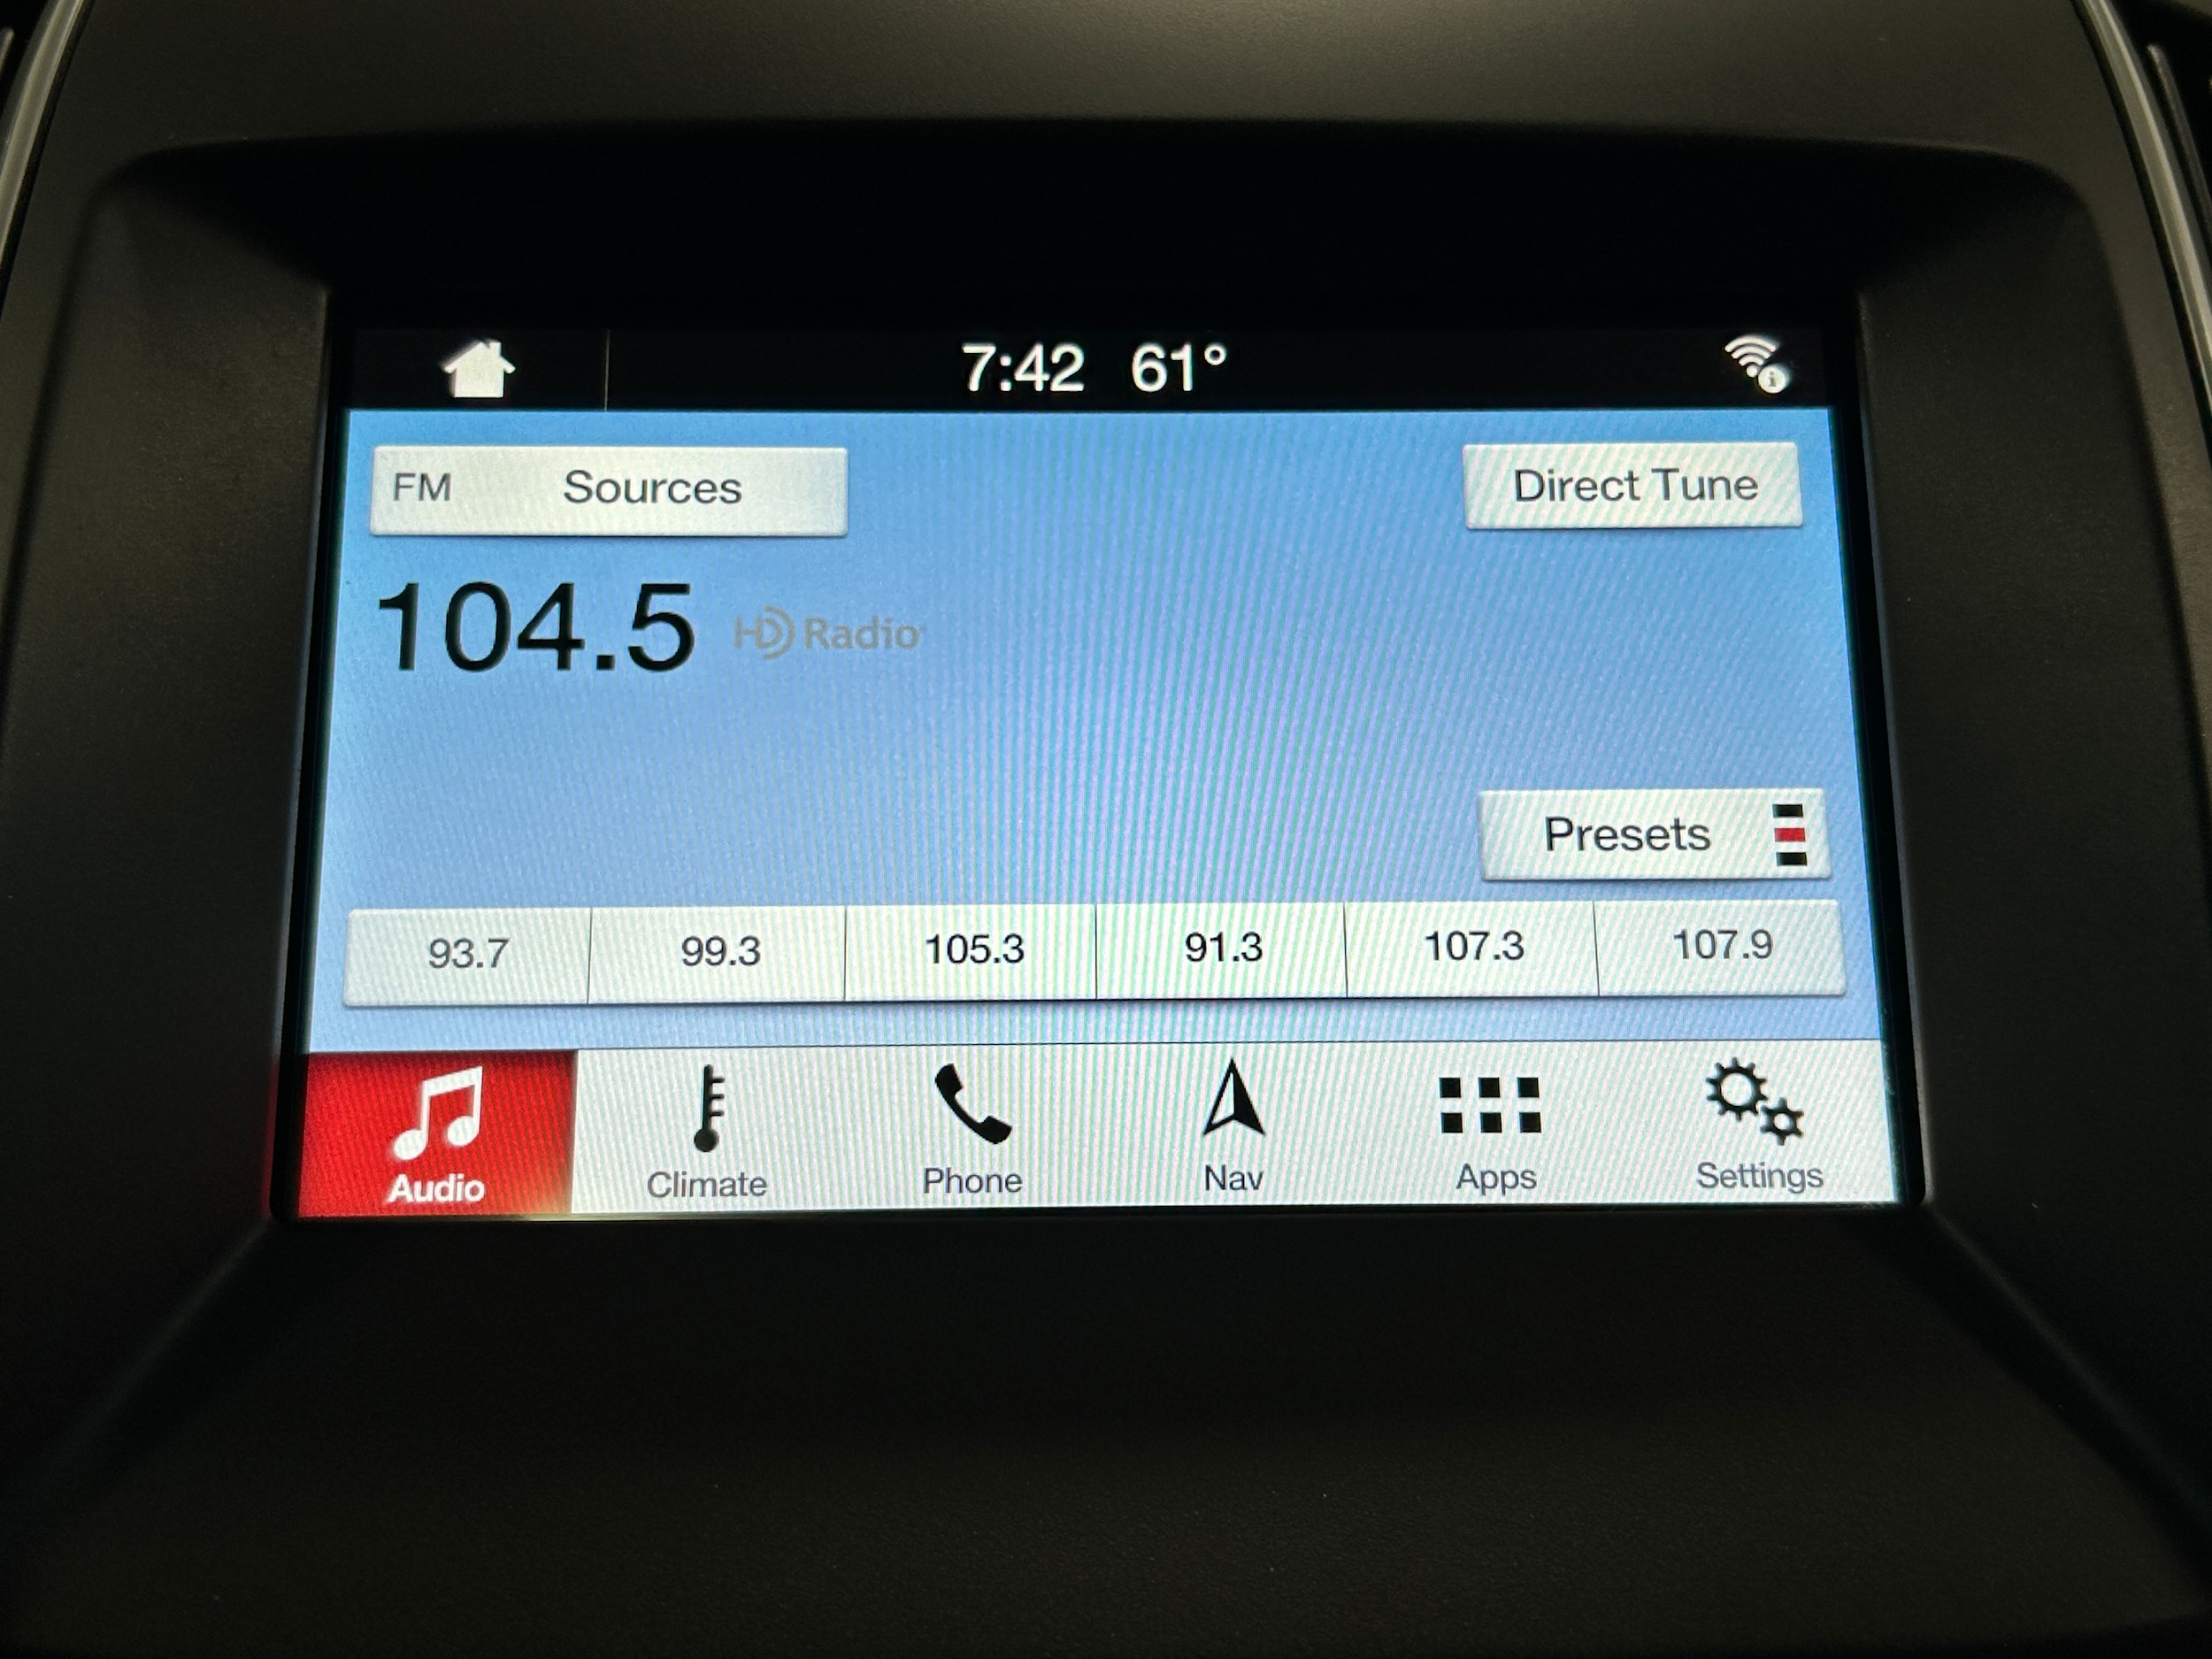 7:42 61°
FM Sources
Direct Tune
104.5 HD Radio
Presets
93.7 99.3 105.3 91.3 107.3 107.9
Audio Climate Phone Nav Apps Settings